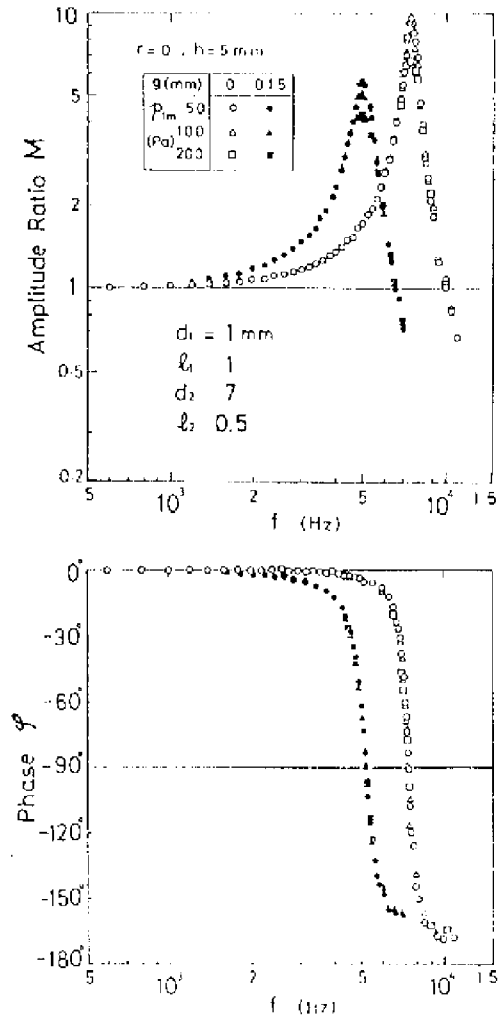 10
5
2
1
0.5
0.2
Amplitude Ratio M
r=0 , h=5mm
g(mm) 0 0.15
P1m 50
(Pa) 100
200
d1 = 1 mm
ℓ1 1
d2 7
ℓ2 0.5
5 10³ 2 5 10⁴ 1.5
f (Hz)
0°
-30°
-60°
-90°
-120°
-150°
-180°
Phase φ
5 10³ 2 5 10⁴ 1.5
f (Hz)